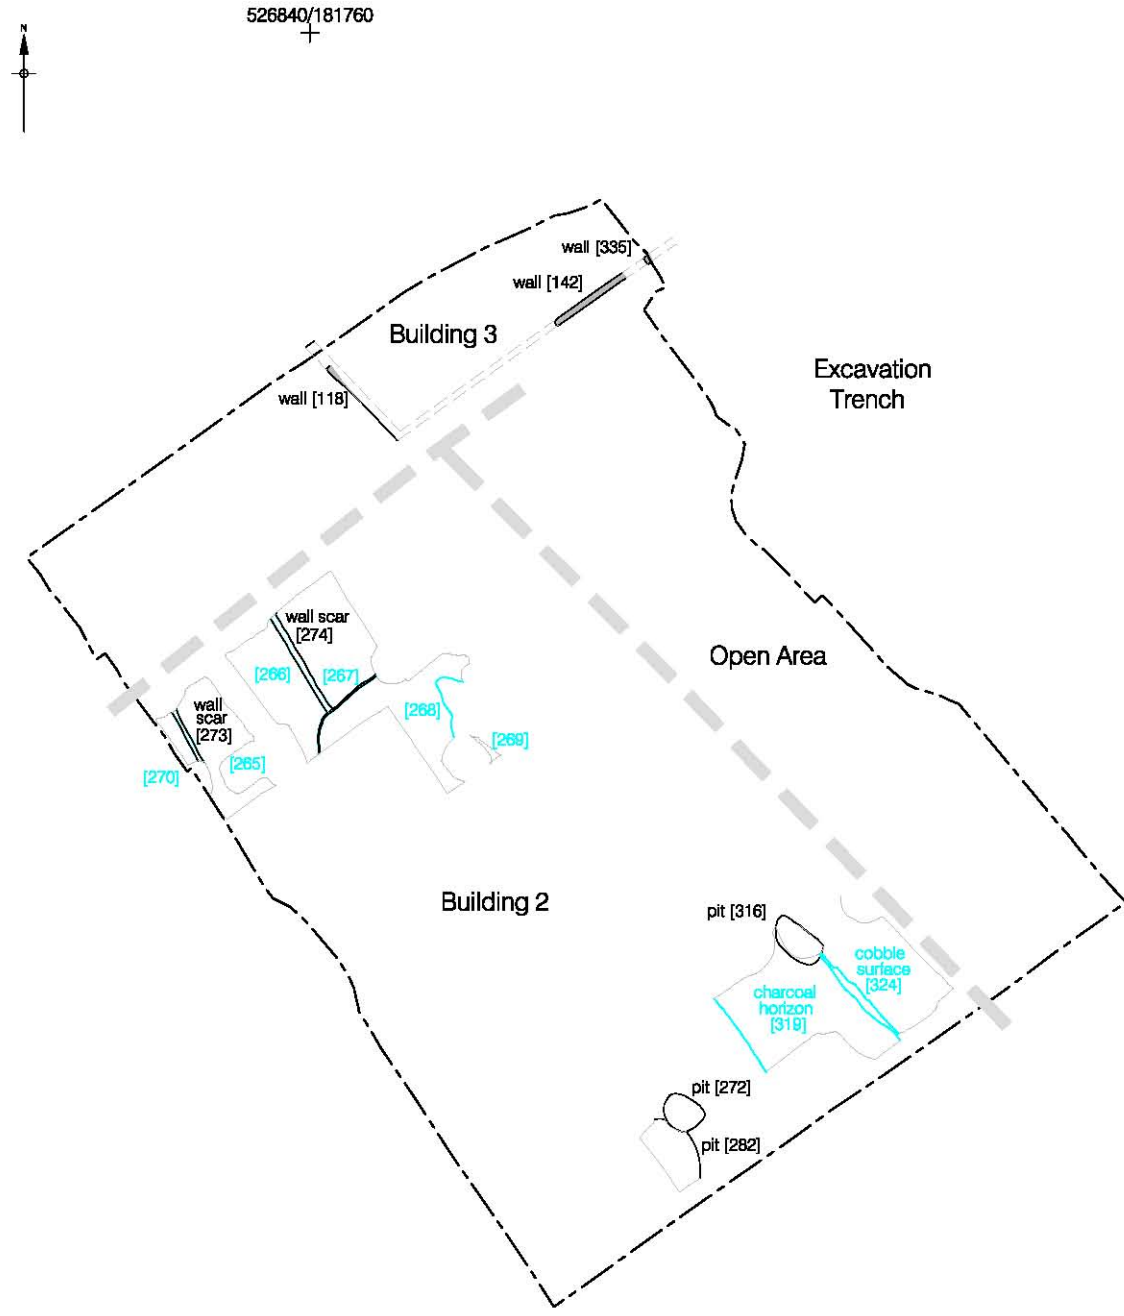 526840/181760
N
wall [335]
wall [142]
Building 3
wall [118]
Excavation
Trench
wall scar
[274]
[266]
[267]
Open Area
wall
scar
[273]
[268]
[269]
[270]
[265]
Building 2
pit [316]
cobble
surface
[324]
charcoal
horizon
[319]
pit [272]
pit [282]